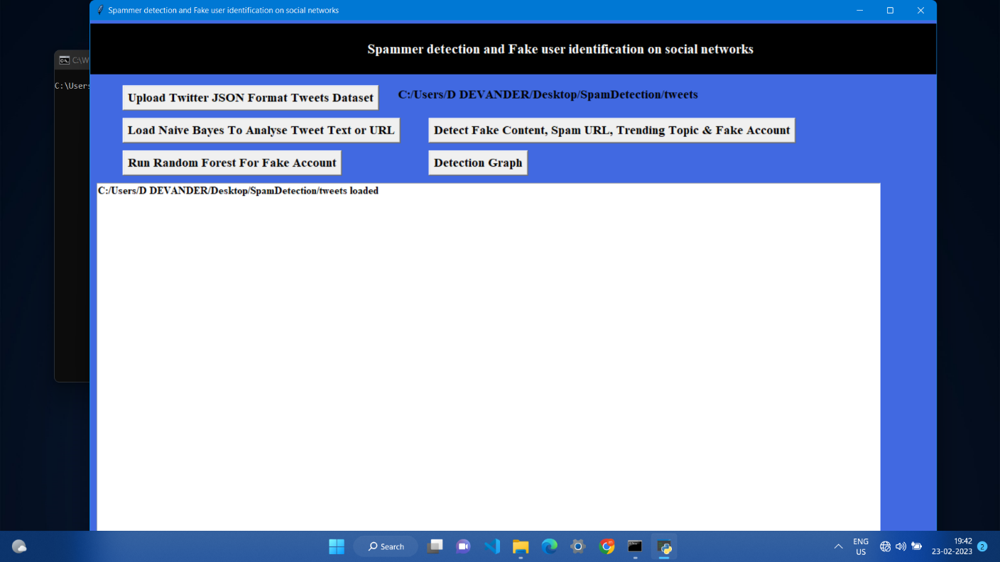 Spammer detection and Fake user identification on social networks
Spammer detection and Fake user identification on social networks
C:\W
C:\Users
Upload Twitter JSON Format Tweets Dataset
C:/Users/D DEVANDER/Desktop/SpamDetection/tweets
Load Naive Bayes To Analyse Tweet Text or URL
Detect Fake Content, Spam URL, Trending Topic & Fake Account
Run Random Forest For Fake Account
Detection Graph
C:/Users/D DEVANDER/Desktop/SpamDetection/tweets loaded
Search
ENG
US
19:42
23-02-2023
2